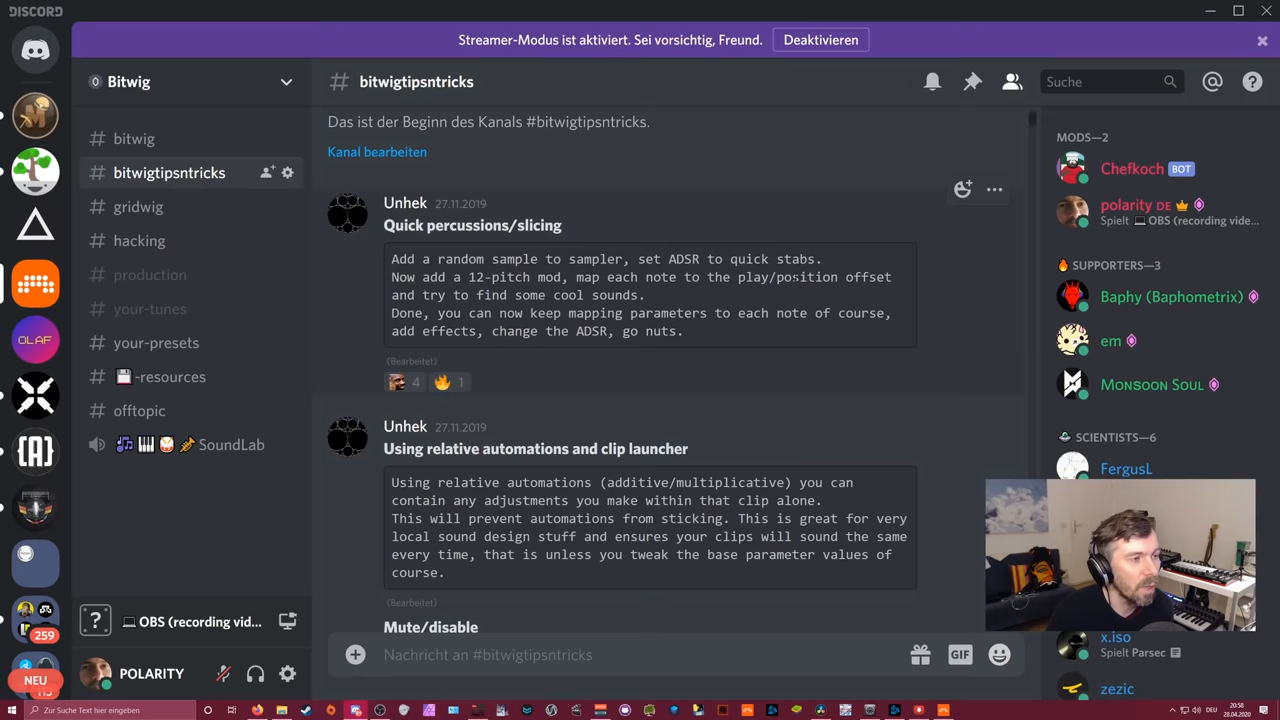 DISCORD
Streamer-Modus ist aktiviert. Sei vorsichtig, Freund.
Deaktivieren
Bitwig
bitwigtipsntricks
Suche
bitwig
bitwigtipsntricks
gridwig
hacking
production
your-tunes
your-presets
-resources
offtopic
SoundLab
OLAF
[A]
259
NEU
OBS (recording vid...
POLARITY
Das ist der Beginn des Kanals #bitwigtipsntricks.
Kanal bearbeiten
Unhek 27.11.2019
Quick percussions/slicing
Add a random sample to sampler, set ADSR to quick stabs.
Now add a 12-pitch mod, map each note to the play/position offset
and try to find some cool sounds.
Done, you can now keep mapping parameters to each note of course,
add effects, change the ADSR, go nuts.
(Bearbeitet)
4 1
Unhek 27.11.2019
Using relative automations and clip launcher
Using relative automations (additive/multiplicative) you can
contain any adjustments you make within that clip alone.
This will prevent automations from sticking. This is great for very
local sound design stuff and ensures your clips will sound the same
every time, that is unless you tweak the base parameter values of
course.
(Bearbeitet)
Mute/disable
Nachricht an #bitwigtipsntricks
GIF
MODS—2
Chefkoch BOT
polarity DE
Spielt OBS (recording vide...
SUPPORTERS—3
Baphy (Baphometrix)
em
MONSOON SOUL
SCIENTISTS—6
FergusL
x.iso
Spielt Parsec
zezic
Zur Suche Text hier eingeben
DEU
20:58
28.04.2020